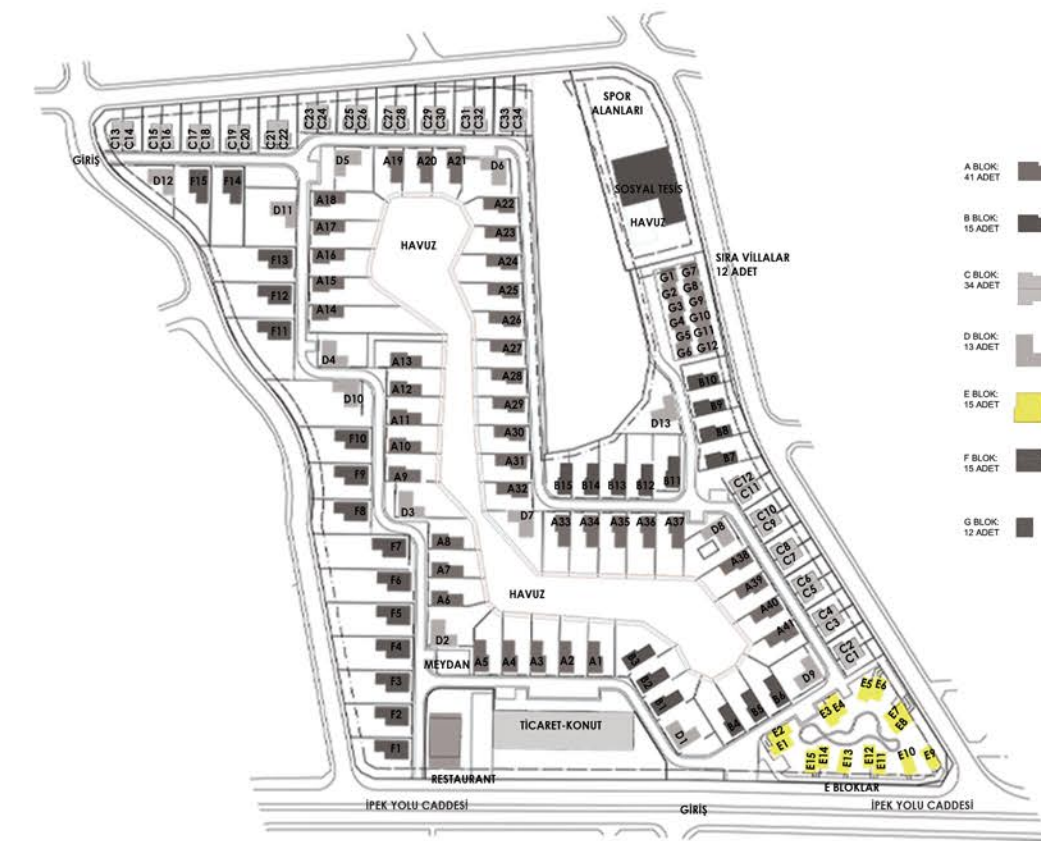 SPOR
ALANLARI
C13 C14 C15 C16 C17 C18 C19 C20 C21 C22 C23 C24 C25 C26 C27 C28 C29 C30 C31 C32 C33 C34
GİRİŞ
D12 F15 F14 D11 D5 A19 A20 A21 D6
SOSYAL TESİS
HAVUZ
A BLOK:
41 ADET
B BLOK:
15 ADET
C BLOK:
34 ADET
D BLOK:
13 ADET
E BLOK:
15 ADET
F BLOK:
15 ADET
G BLOK:
12 ADET
SIRA VİLLALAR
12 ADET
G1 G7
G2 G8
G3 G9
G4 G10
G5 G11
G6 G12
HAVUZ
A18
A17
A16
A15
A14
A22
A23
A24
A25
A26
A27
A28
A29
A30
A31
A32
F13
F12
F11
D4
D10
A13
A12
A11
A10
A9
D3
F10
F9
F8
D7
B10
B9
B8
B7
D13
B15 B14 B13 B12 B11
A33 A34 A35 A36 A37
D8
C12
C11
C10
C9
C8
C7
C6
C5
C4
C3
C2
C1
A38
A39
A40
A41
D9
F7
F6
F5
F4
F3
F2
F1
A8
A7
A6
D2
HAVUZ
MEYDAN
A5 A4 A3 A2 A1
B3
B2
B1
D1
B4 B5 B6
TİCARET-KONUT
RESTAURANT
E5 E6
E3 E4
E7
E8
E2
E1
E15 E14 E13 E12 E11 E10 E9
E BLOKLAR
İPEK YOLU CADDESİ
GİRİŞ
İPEK YOLU CADDESİ